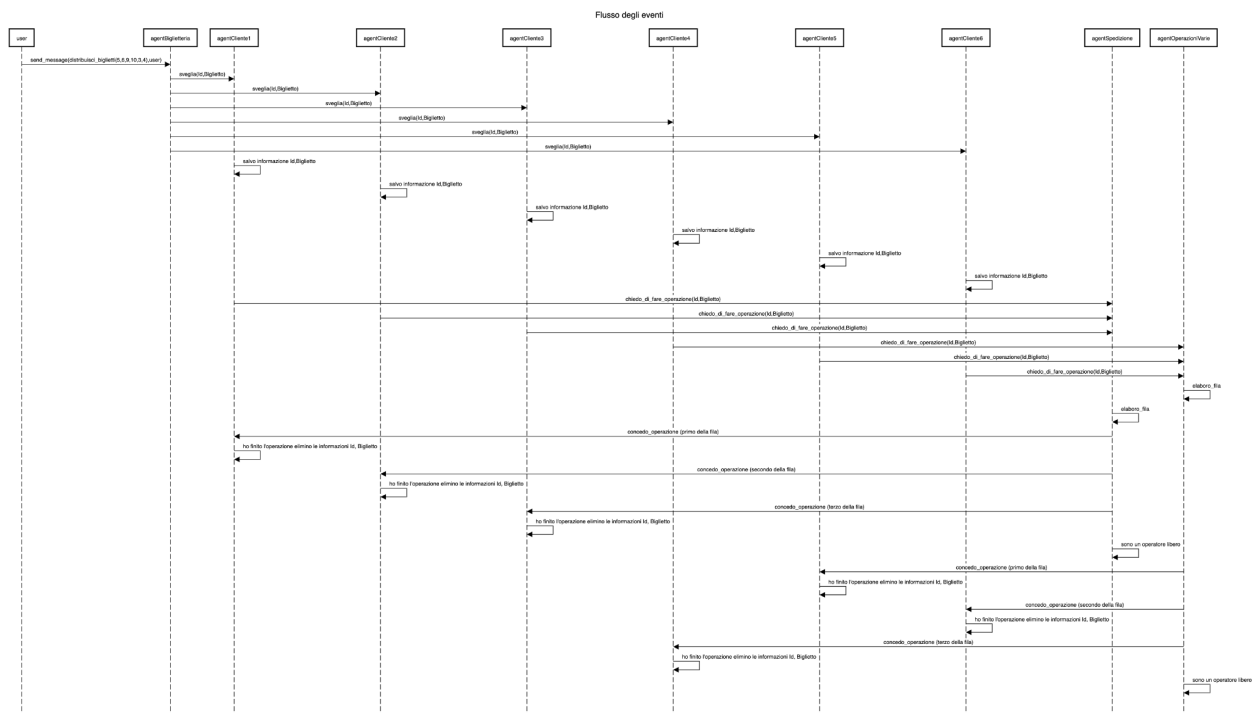 Flusso degli eventi
user
agentBiglietteria
agentCliente1
agentCliente2
agentCliente3
agentCliente4
agentCliente5
agentCliente6
agentSpedizione
agentOperazioniVarie
send_message(distribuisci_biglietti(5,6,9,10,3,4),user)
sveglia(Id,Biglietto)
sveglia(Id,Biglietto)
sveglia(Id,Biglietto)
sveglia(Id,Biglietto)
sveglia(Id,Biglietto)
sveglia(Id,Biglietto)
salvo informazione Id,Biglietto
salvo informazione Id,Biglietto
salvo informazione Id,Biglietto
salvo informazione Id,Biglietto
salvo informazione Id,Biglietto
salvo informazione Id,Biglietto
chiedo_di_fare_operazione(Id,Biglietto)
chiedo_di_fare_operazione(Id,Biglietto)
chiedo_di_fare_operazione(Id,Biglietto)
chiedo_di_fare_operazione(Id,Biglietto)
chiedo_di_fare_operazione(Id,Biglietto)
chiedo_di_fare_operazione(Id,Biglietto)
elaboro_fila
elaboro_fila
concedo_operazione (primo della fila)
ho finito l'operazione elimino le informazioni Id, Biglietto
concedo_operazione (secondo della fila)
ho finito l'operazione elimino le informazioni Id, Biglietto
concedo_operazione (terzo della fila)
ho finito l'operazione elimino le informazioni Id, Biglietto
sono un operatore libero
concedo_operazione (primo della fila)
ho finito l'operazione elimino le informazioni Id, Biglietto
concedo_operazione (secondo della fila)
ho finito l'operazione elimino le informazioni Id, Biglietto
concedo_operazione (terzo della fila)
ho finito l'operazione elimino le informazioni Id, Biglietto
sono un operatore libero